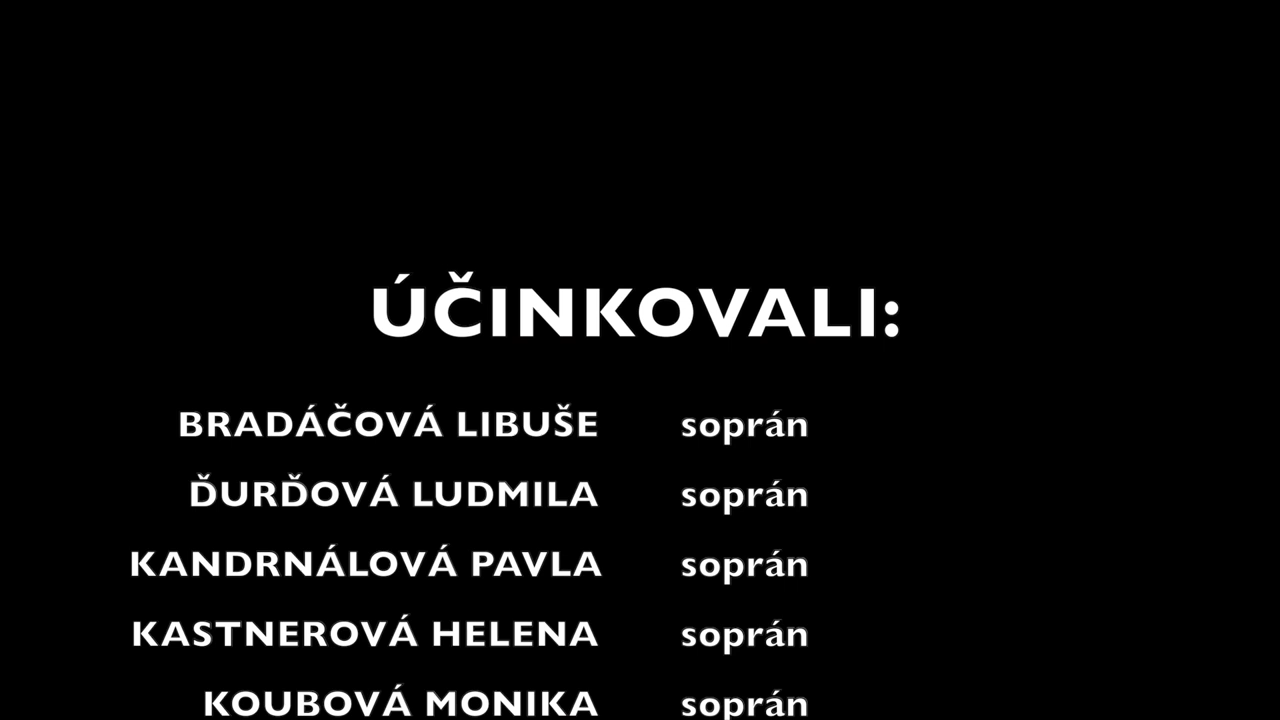 ÚČINKOVALI:
BRADÁČOVÁ LIBUŠE soprán
ĎURĎOVÁ LUDMILA soprán
KANDRNÁLOVÁ PAVLA soprán
KASTNEROVÁ HELENA soprán
KOUBOVÁ MONIKA soprán